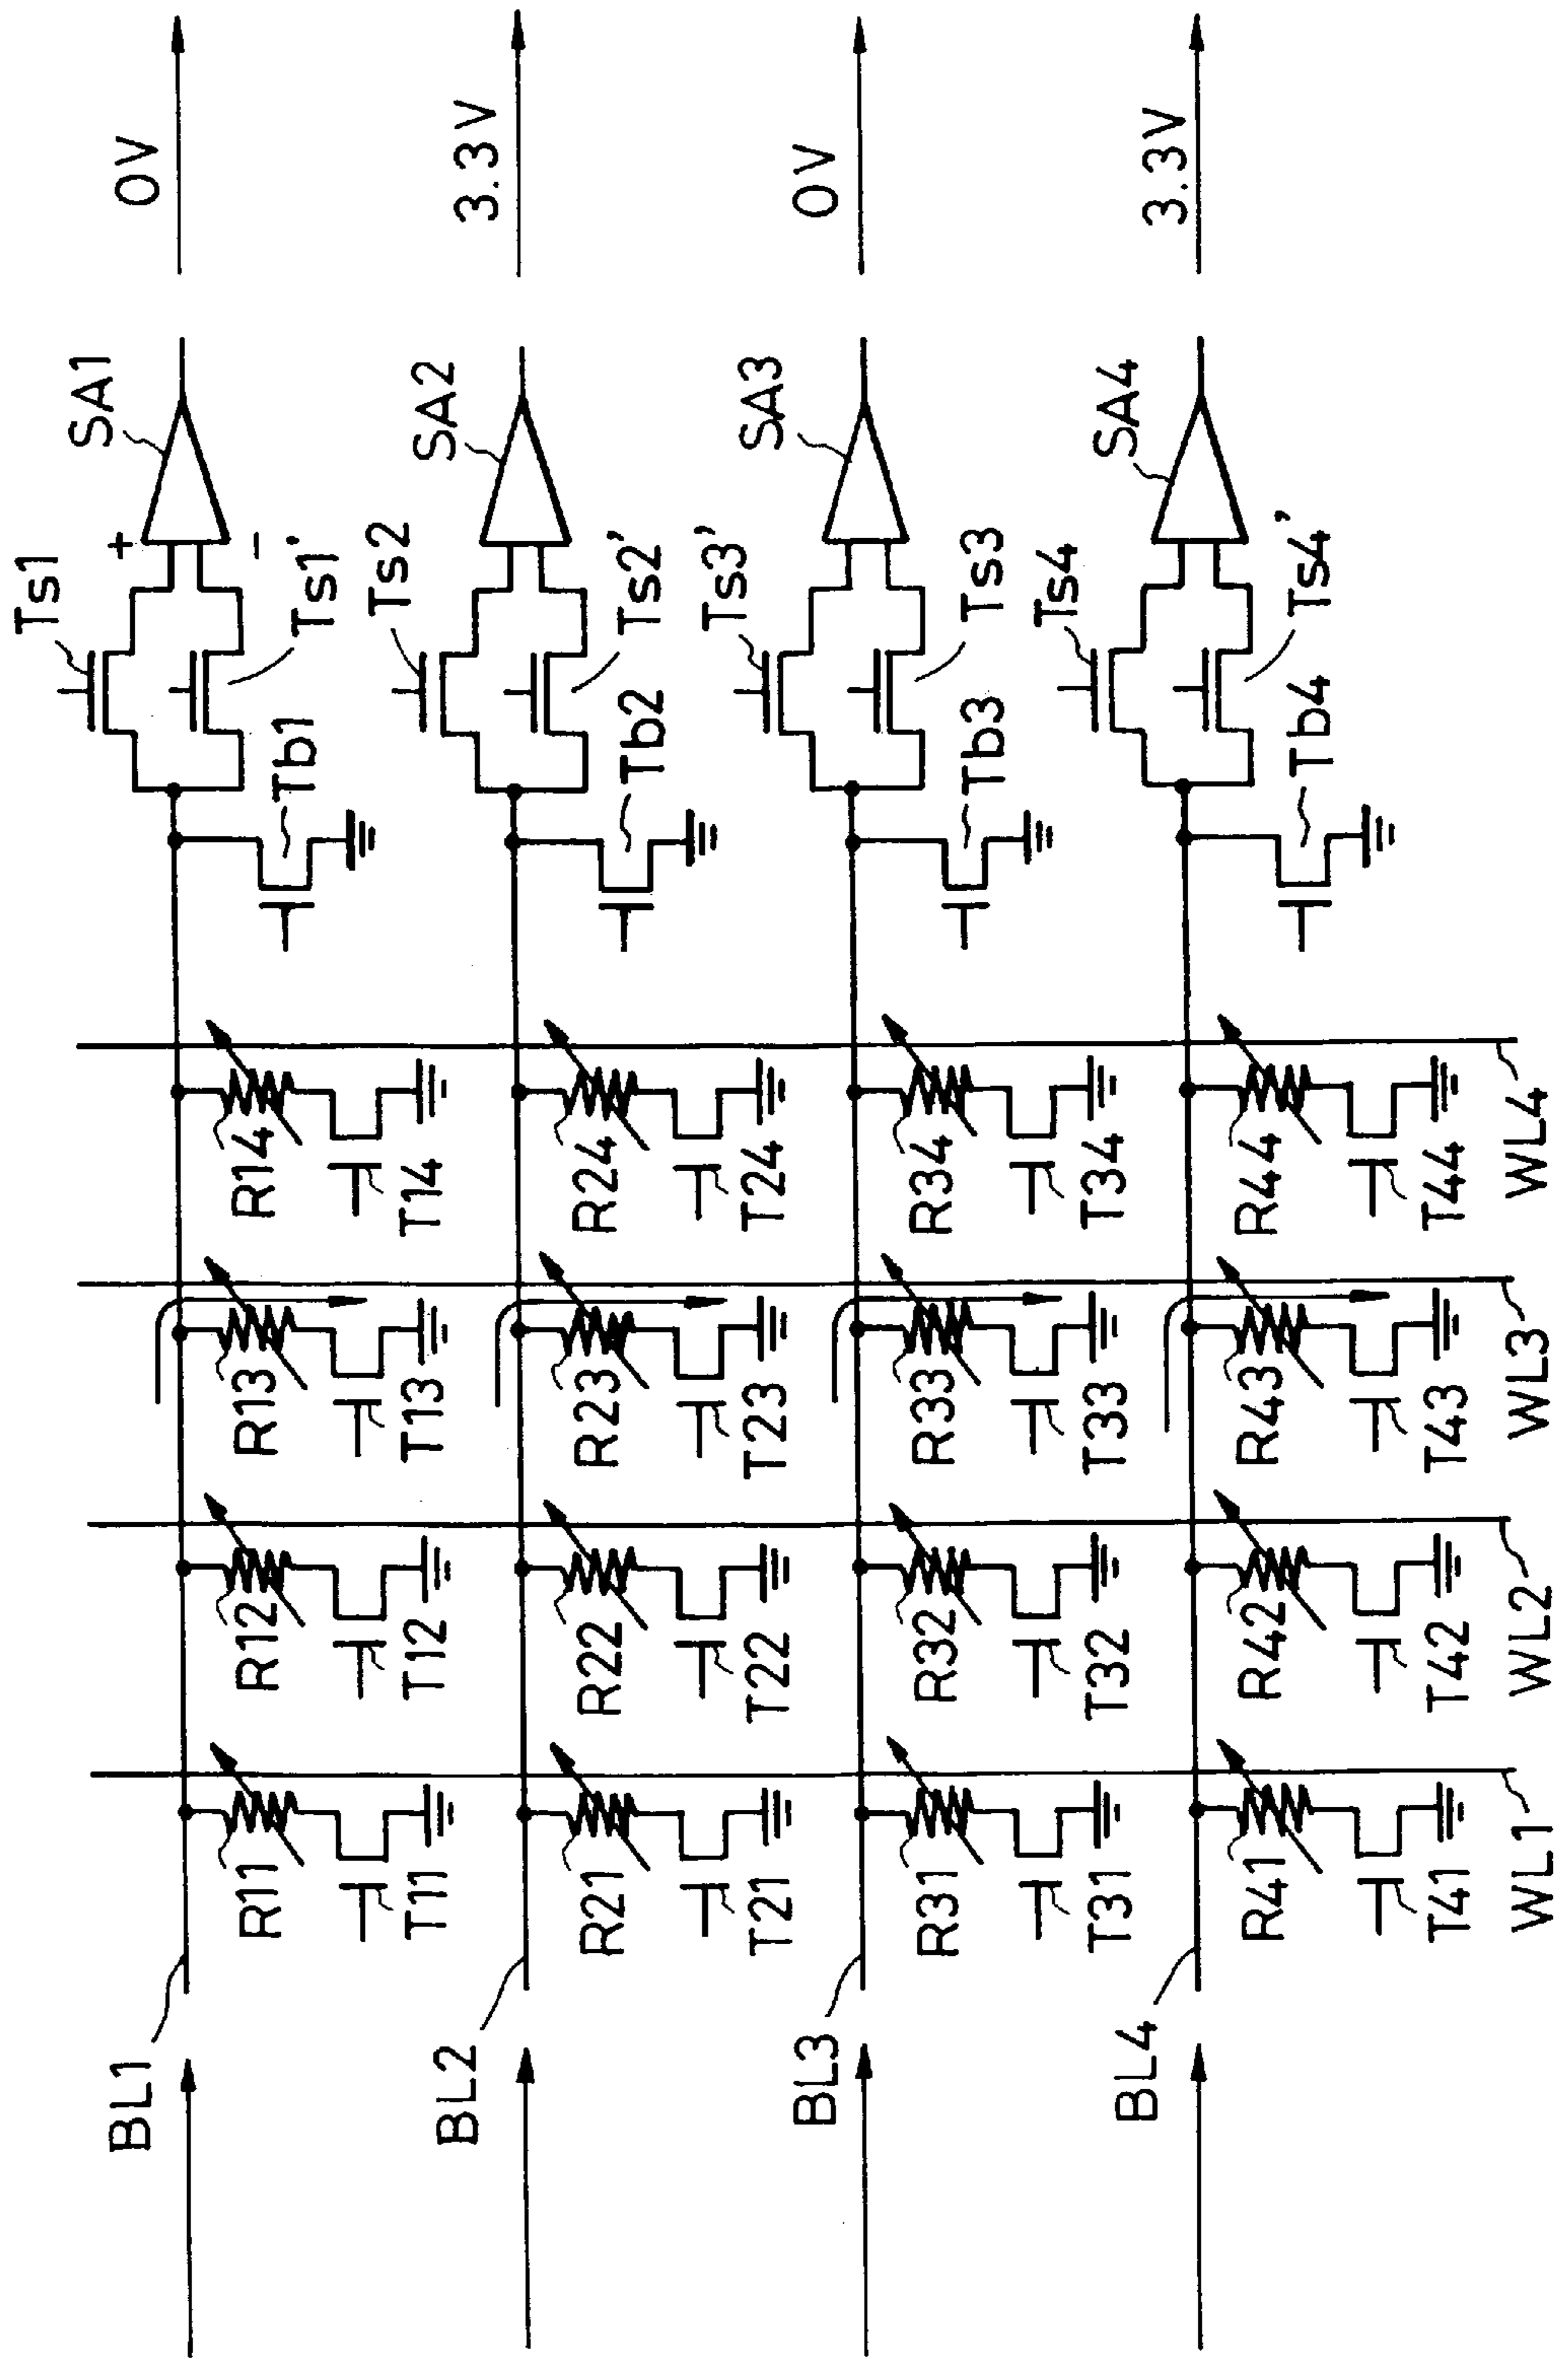 0V
3.3V
0V
3.3V
SA1
SA2
SA3
SA4
+
−
Ts1
Ts1'
Ts2
Ts2'
Ts3'
Ts3
Ts4
Ts4'
Tb1
Tb2
Tb3
Tb4
R14
T14
R24
T24
R34
T34
R44
T44
WL4
R13
T13
R23
T23
R33
T33
R43
T43
WL3
R12
T12
R22
T22
R32
T32
R42
T42
WL2
R11
T11
R21
T21
R31
T31
R41
T41
WL1
BL1
BL2
BL3
BL4